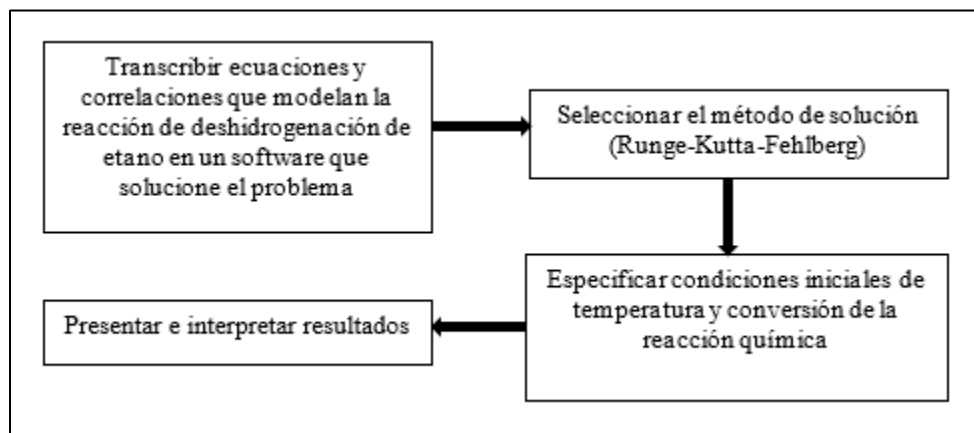 Transcribir ecuaciones y
correlaciones que modelan la
reacción de deshidrogenación de
etano en un software que
solucione el problema
Seleccionar el método de solución
(Runge-Kutta-Fehlberg)
Especificar condiciones iniciales de
temperatura y conversión de la
reacción química
Presentar e interpretar resultados